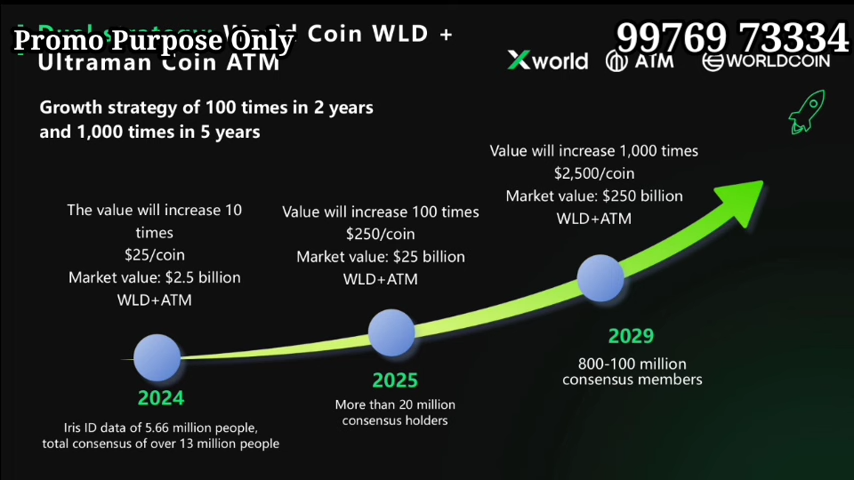 Dual strategy: World Coin WLD +
Promo Purpose Only
Ultraman Coin ATM
99769 73334
Xworld
ATM
WORLDCOIN
Growth strategy of 100 times in 2 years
and 1,000 times in 5 years
The value will increase 10
times
$25/coin
Market value: $2.5 billion
WLD+ATM
Value will increase 100 times
$250/coin
Market value: $25 billion
WLD+ATM
Value will increase 1,000 times
$2,500/coin
Market value: $250 billion
WLD+ATM
2024
Iris ID data of 5.66 million people,
total consensus of over 13 million people
2025
More than 20 million
consensus holders
2029
800-100 million
consensus members